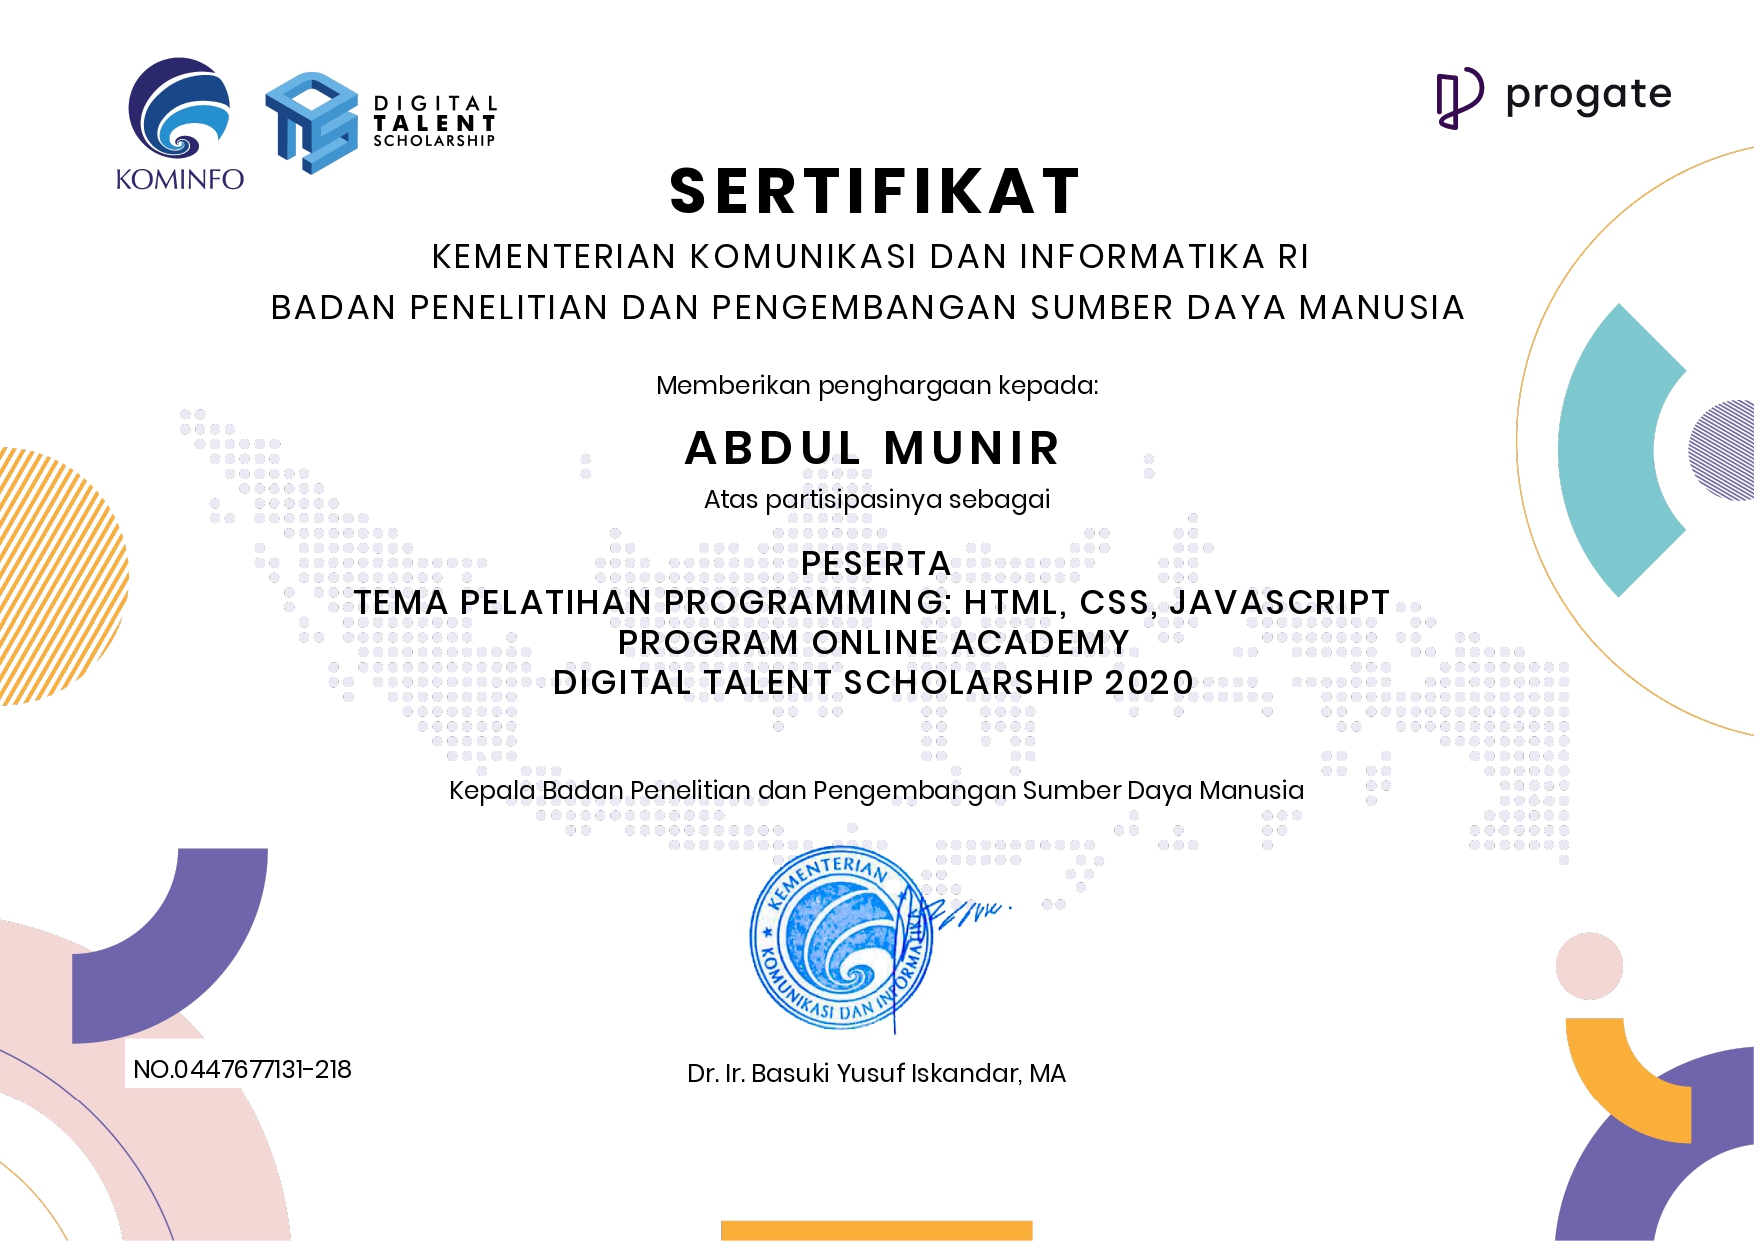 KOMINFO
DIGITAL
TALENT
SCHOLARSHIP
progate
SERTIFIKAT
KEMENTERIAN KOMUNIKASI DAN INFORMATIKA RI
BADAN PENELITIAN DAN PENGEMBANGAN SUMBER DAYA MANUSIA
Memberikan penghargaan kepada:
ABDUL MUNIR
Atas partisipasinya sebagai
PESERTA
TEMA PELATIHAN PROGRAMMING: HTML, CSS, JAVASCRIPT
PROGRAM ONLINE ACADEMY
DIGITAL TALENT SCHOLARSHIP 2020
Kepala Badan Penelitian dan Pengembangan Sumber Daya Manusia
KEMENTERIAN
KOMUNIKASI DAN INFORMATIKA
NO.0447677131-218
Dr. Ir. Basuki Yusuf Iskandar, MA